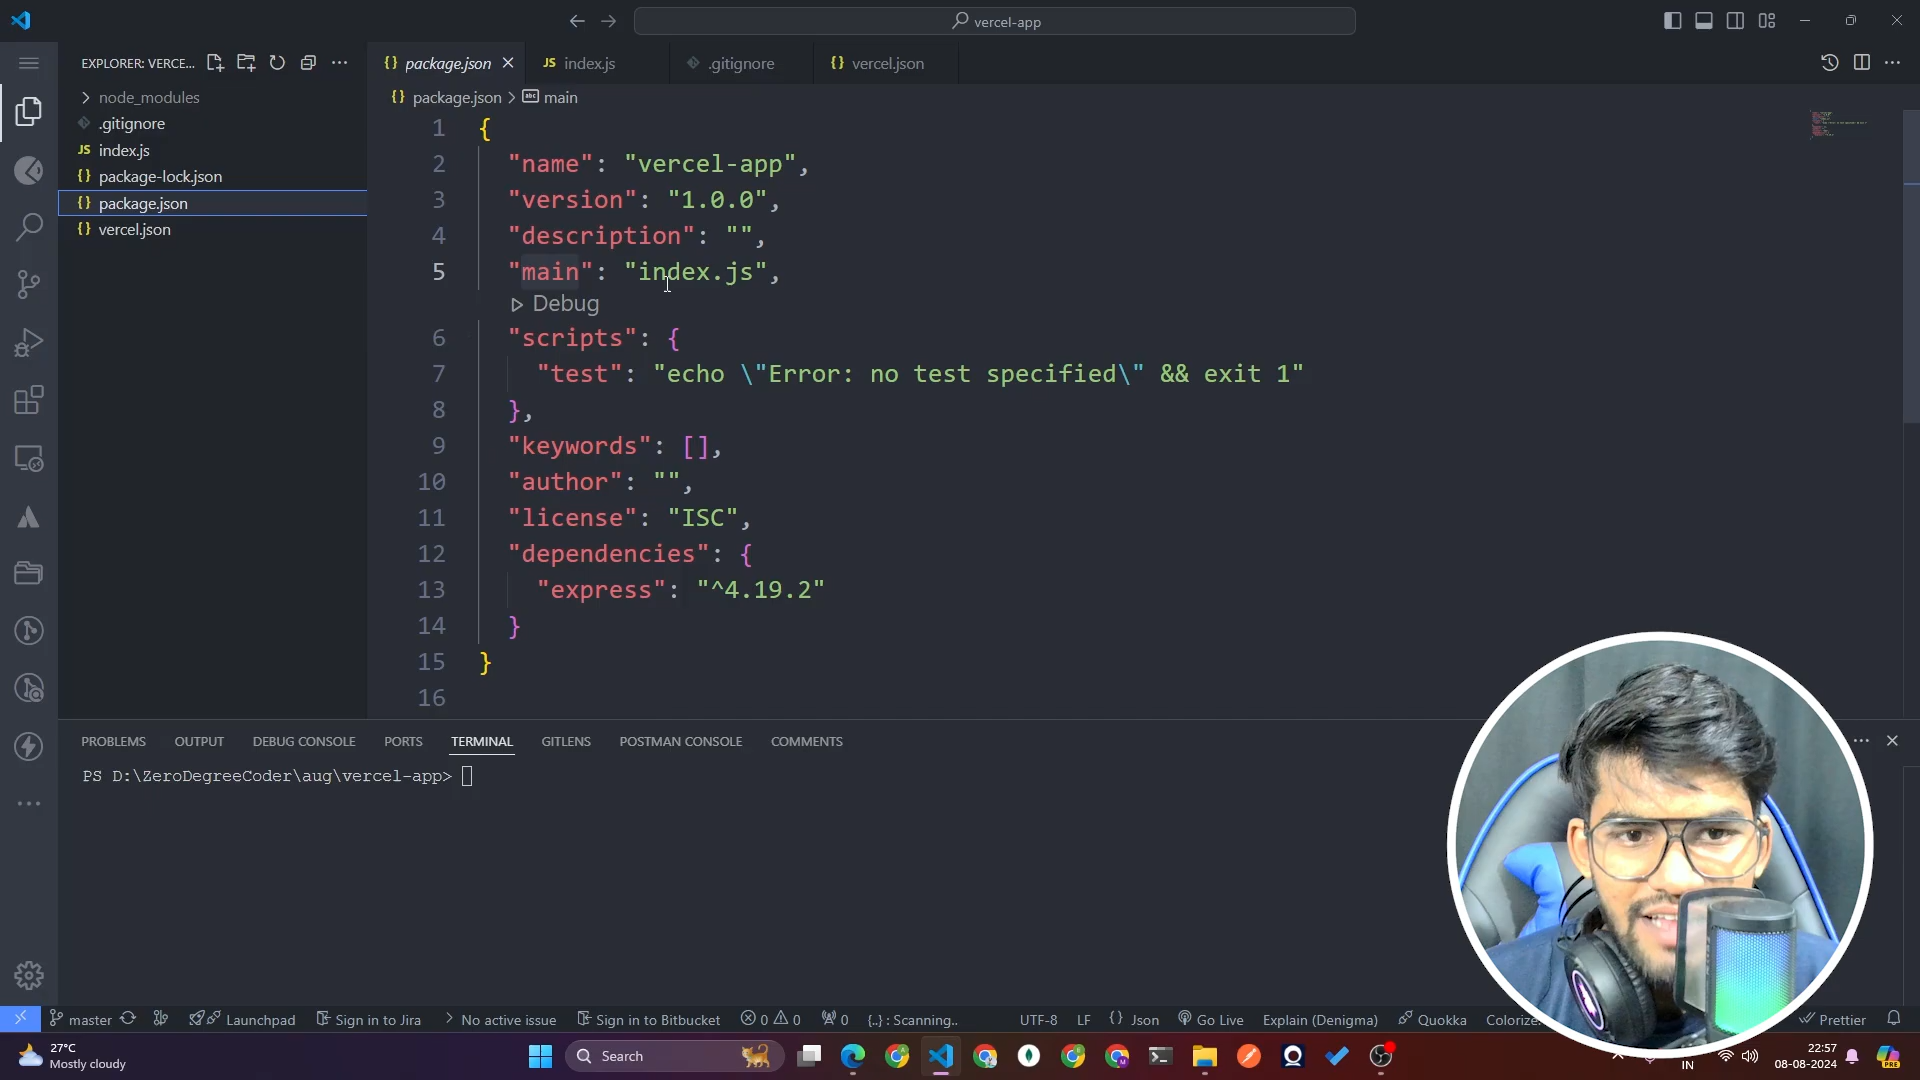 vercel-app
EXPLORER: VERCE...
node_modules
.gitignore
JS index.js
{} package-lock.json
{} package.json
{} vercel.json
{} package.json
JS index.js
.gitignore
{} vercel.json
{} package.json > abc main
1 {
2 "name": "vercel-app",
3 "version": "1.0.0",
4 "description": "",
5 "main": "index.js",
Debug
6 "scripts": {
7 "test": "echo \"Error: no test specified\" && exit 1"
8 },
9 "keywords": [],
10 "author": "",
11 "license": "ISC",
12 "dependencies": {
13 "express": "^4.19.2"
14 }
15 }
16
PROBLEMS OUTPUT DEBUG CONSOLE PORTS TERMINAL GITLENS POSTMAN CONSOLE COMMENTS
PS D:\ZeroDegreeCoder\aug\vercel-app>
master Launchpad Sign in to Jira No active issue Sign in to Bitbucket 0 0 0 {..} : Scanning.. UTF-8 LF {} Json Go Live Explain (Denigma) Quokka Colorize: Prettier
27°C
Mostly cloudy
Search
IN
22:57
08-08-2024
PRE